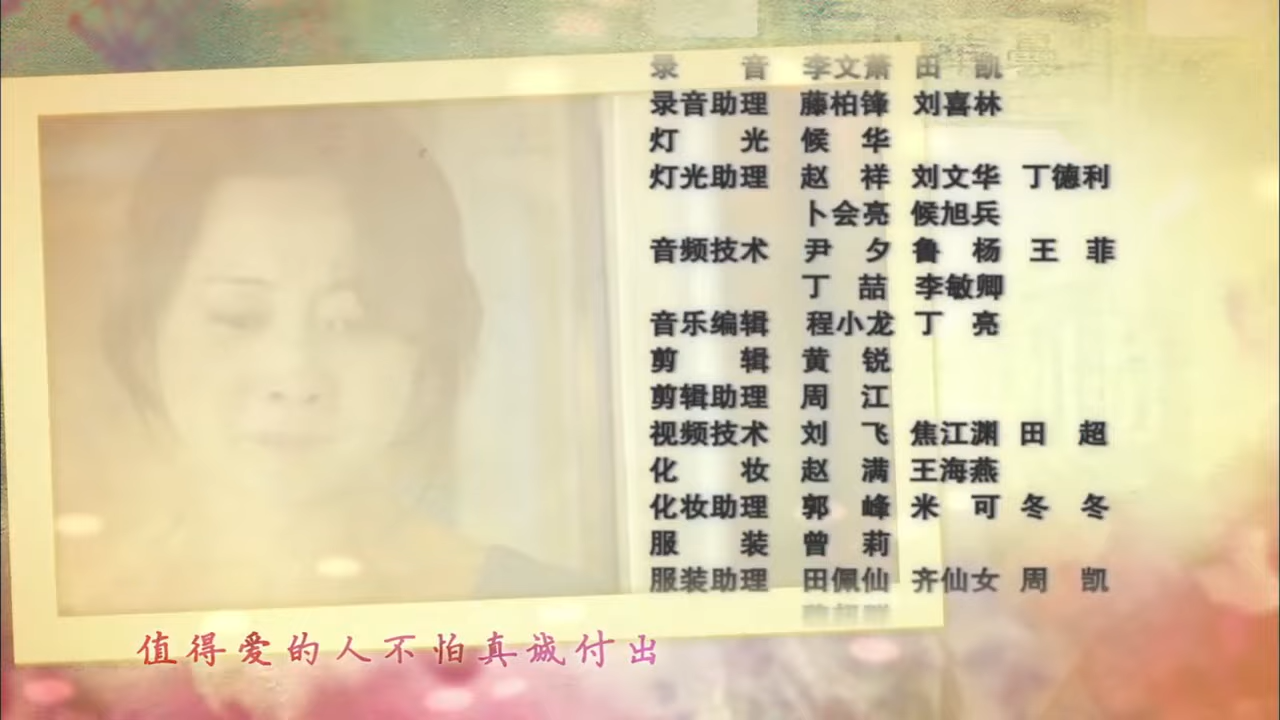 录 音 李文萧 田 凯
录音助理 藤柏锋 刘喜林
灯 光 候 华
灯光助理 赵 祥 刘文华 丁德利
卜会亮 候旭兵
音频技术 尹 夕 鲁 杨 王 菲
丁 喆 李敏卿
音乐编辑 程小龙 丁 亮
剪 辑 黄 锐
剪辑助理 周 江
视频技术 刘 飞 焦江渊 田 超
化 妆 赵 满 王海燕
化妆助理 郭 峰 米 可 冬 冬
服 装 曾 莉
服装助理 田佩仙 齐仙女 周 凯
值得爱的人不怕真诚付出